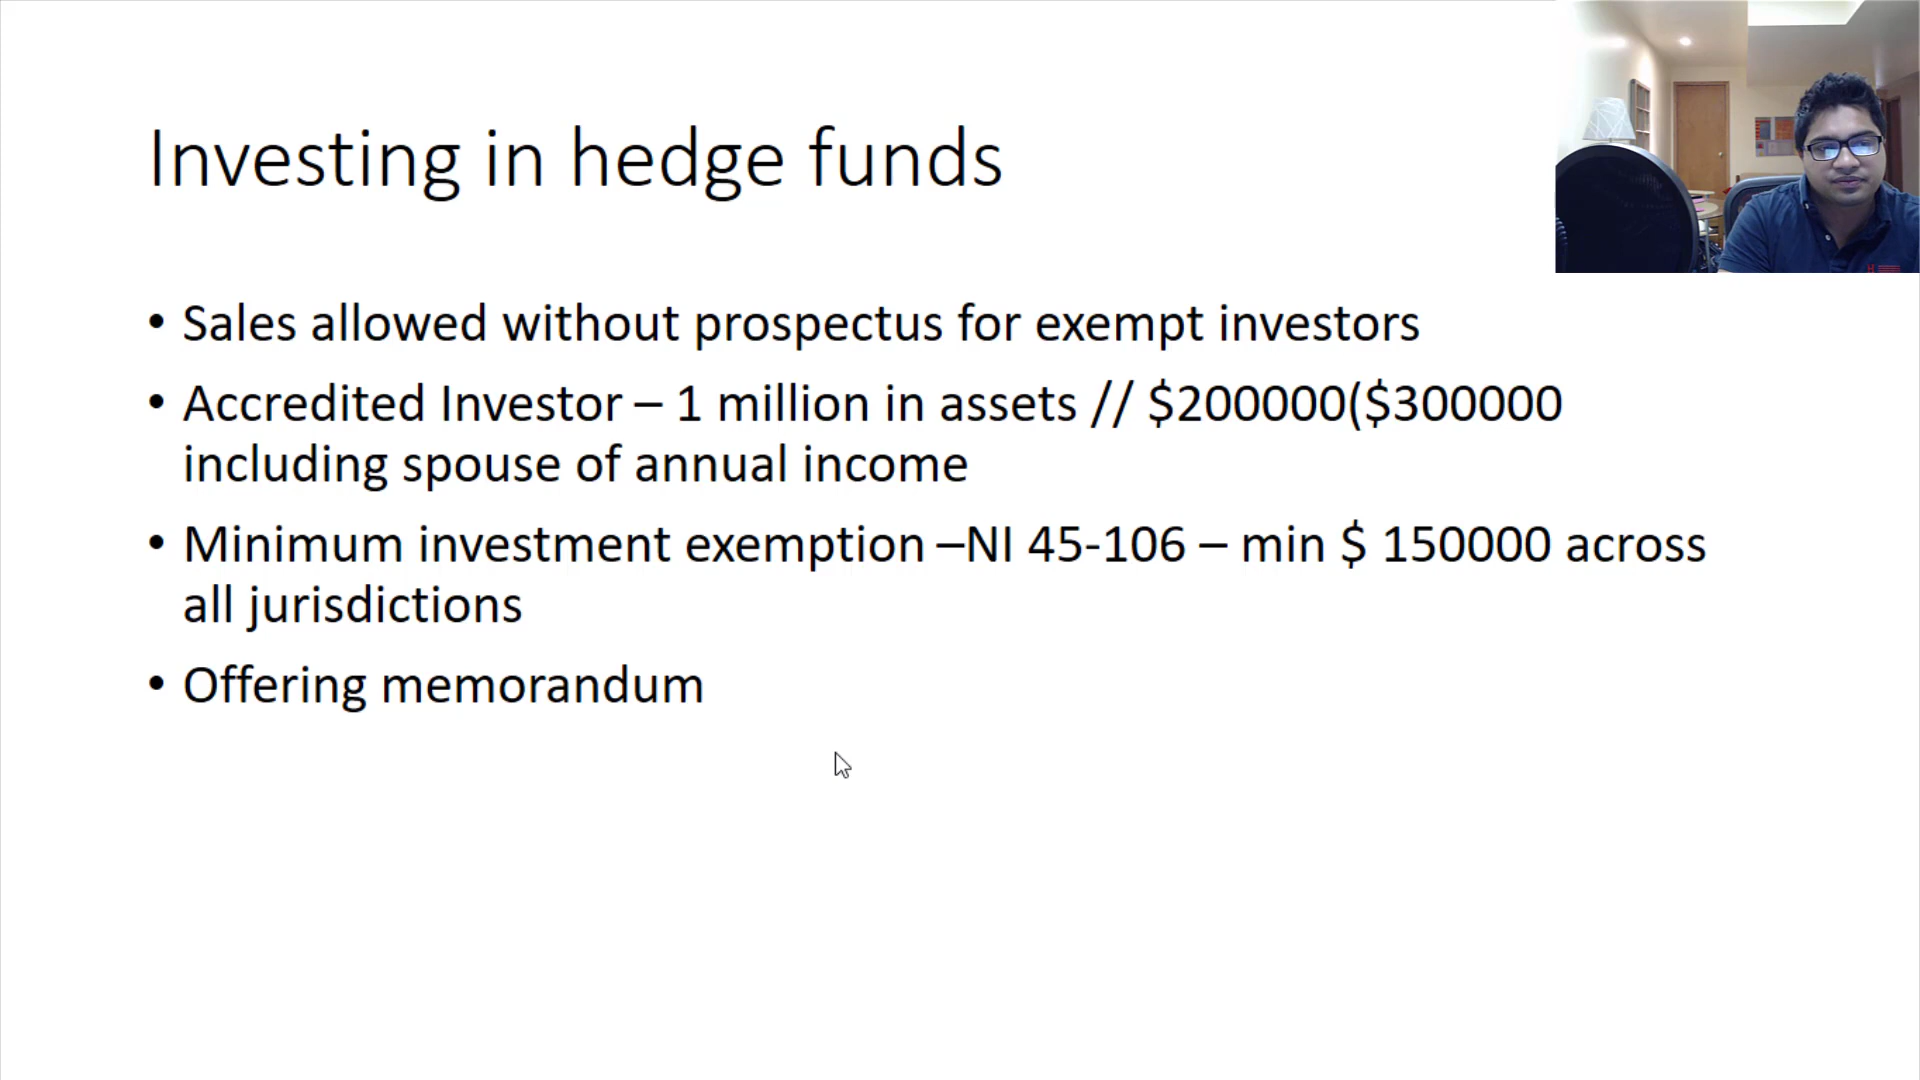 Investing in hedge funds
• Sales allowed without prospectus for exempt investors
• Accredited Investor – 1 million in assets // $200000($300000
including spouse of annual income
• Minimum investment exemption –NI 45-106 – min $ 150000 across
all jurisdictions
• Offering memorandum